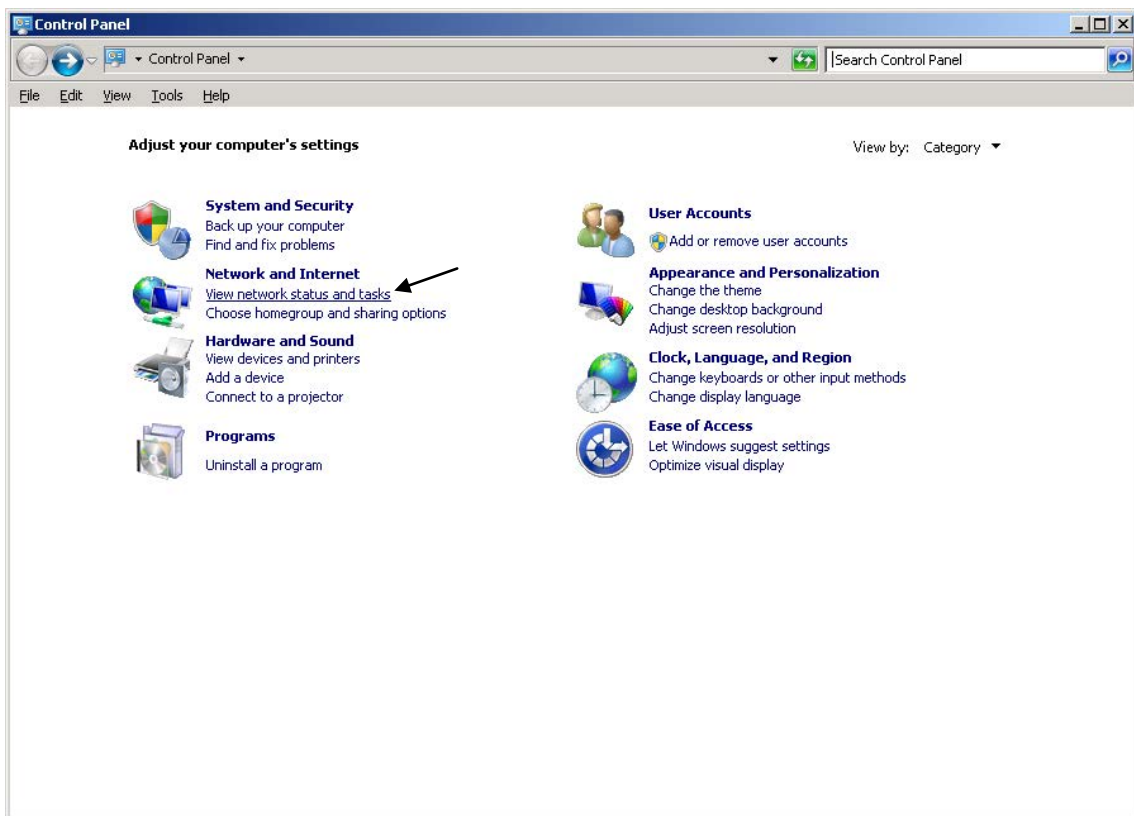 Control Panel
Control Panel
Search Control Panel
File Edit View Tools Help
Adjust your computer's settings
View by: Category
System and Security
Back up your computer
Find and fix problems
Network and Internet
View network status and tasks
Choose homegroup and sharing options
Hardware and Sound
View devices and printers
Add a device
Connect to a projector
Programs
Uninstall a program
User Accounts
Add or remove user accounts
Appearance and Personalization
Change the theme
Change desktop background
Adjust screen resolution
Clock, Language, and Region
Change keyboards or other input methods
Change display language
Ease of Access
Let Windows suggest settings
Optimize visual display